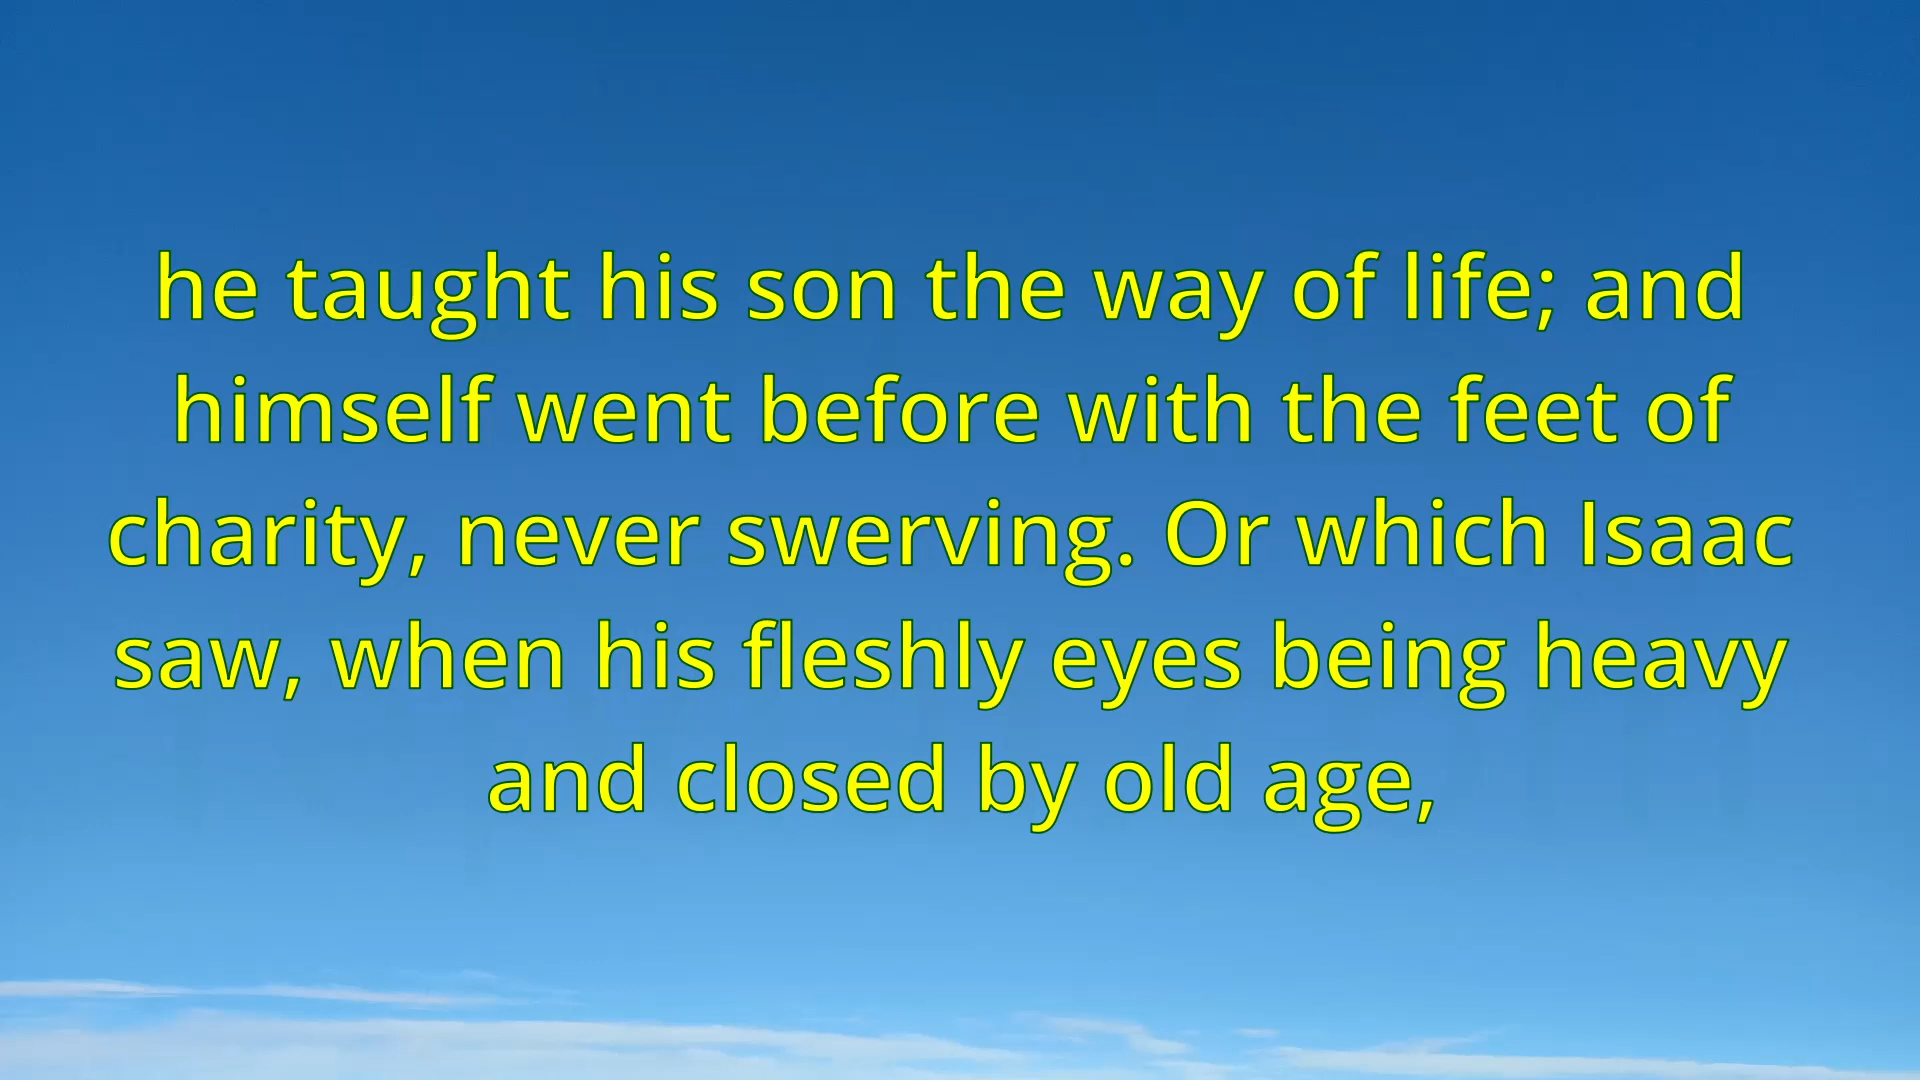 he taught his son the way of life; and
himself went before with the feet of
charity, never swerving. Or which Isaac
saw, when his fleshly eyes being heavy
and closed by old age,